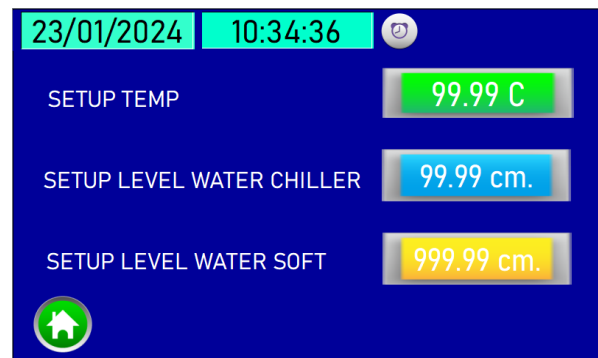 23/01/2024 10:34:36
SETUP TEMP 99.99 C
SETUP LEVEL WATER CHILLER 99.99 cm.
SETUP LEVEL WATER SOFT 999.99 cm.